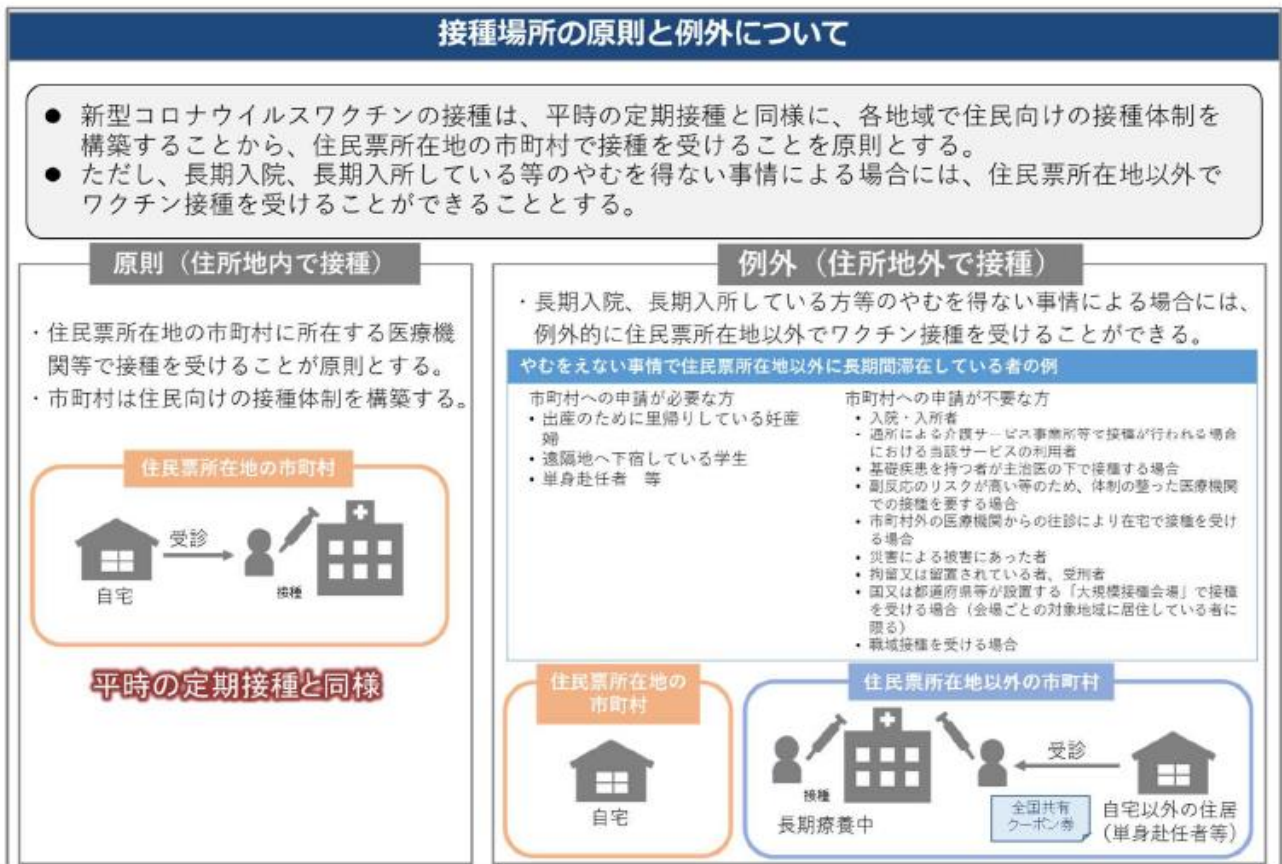 接種場所の原則と例外について
● 新型コロナウイルスワクチンの接種は、平時の定期接種と同様に、各地域で住民向けの接種体制を
構築することから、住民票所在地の市町村で接種を受けることを原則とする。
● ただし、長期入院、長期入所している等のやむを得ない事情による場合には、住民票所在地以外で
ワクチン接種を受けることができることとする。
原則（住所地内で接種）
・住民票所在地の市町村に所在する医療機
関等で接種を受けることが原則とする。
・市町村は住民向けの接種体制を構築する。
住民票所在地の市町村
受診
自宅
接種
平時の定期接種と同様
例外（住所地外で接種）
・長期入院、長期入所している方等のやむを得ない事情による場合には、
例外的に住民票所在地以外でワクチン接種を受けることができる。
やむをえない事情で住民票所在地以外に長期間滞在している者の例
市町村への申請が必要な方
• 出産のために里帰りしている妊産
婦
• 遠隔地へ下宿している学生
• 単身赴任者　等
市町村への申請が不要な方
• 入院・入所者
- 通所による介護サービス事業所等で接種が行われる場合
における当該サービスの利用者
• 基礎疾患を持つ者が主治医の下で接種する場合
• 副反応のリスクが高い等のため、体制の整った医療機関
での接種を要する場合
• 市町村外の医療機関からの往診により在宅で接種を受け
る場合
• 災害による被害にあった者
• 拘留又は留置されている者、受刑者
• 国又は都道府県等が設置する「大規模接種会場」で接種
を受ける場合（会場ごとの対象地域に居住している者に
限る）
• 職域接種を受ける場合
住民票所在地の
市町村
自宅
住民票所在地以外の市町村
接種
長期療養中
受診
全国共有
クーポン券
自宅以外の住居
(単身赴任者等)